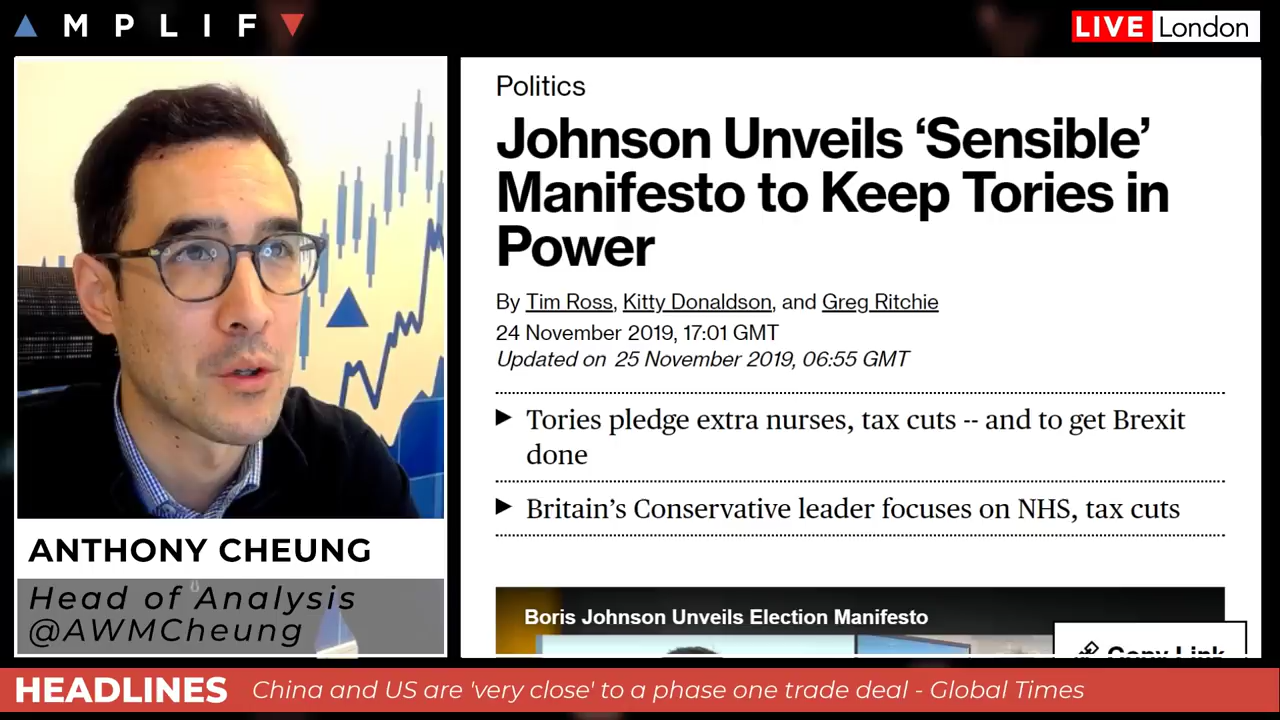 AMPLIFY
LIVE London
Politics
Johnson Unveils ‘Sensible’
Manifesto to Keep Tories in
Power
By Tim Ross, Kitty Donaldson, and Greg Ritchie
24 November 2019, 17:01 GMT
Updated on 25 November 2019, 06:55 GMT
Tories pledge extra nurses, tax cuts -- and to get Brexit
done
Britain’s Conservative leader focuses on NHS, tax cuts
Boris Johnson Unveils Election Manifesto
Copy Link
ANTHONY CHEUNG
Head of Analysis
@AWMCheung
HEADLINES China and US are 'very close' to a phase one trade deal - Global Times